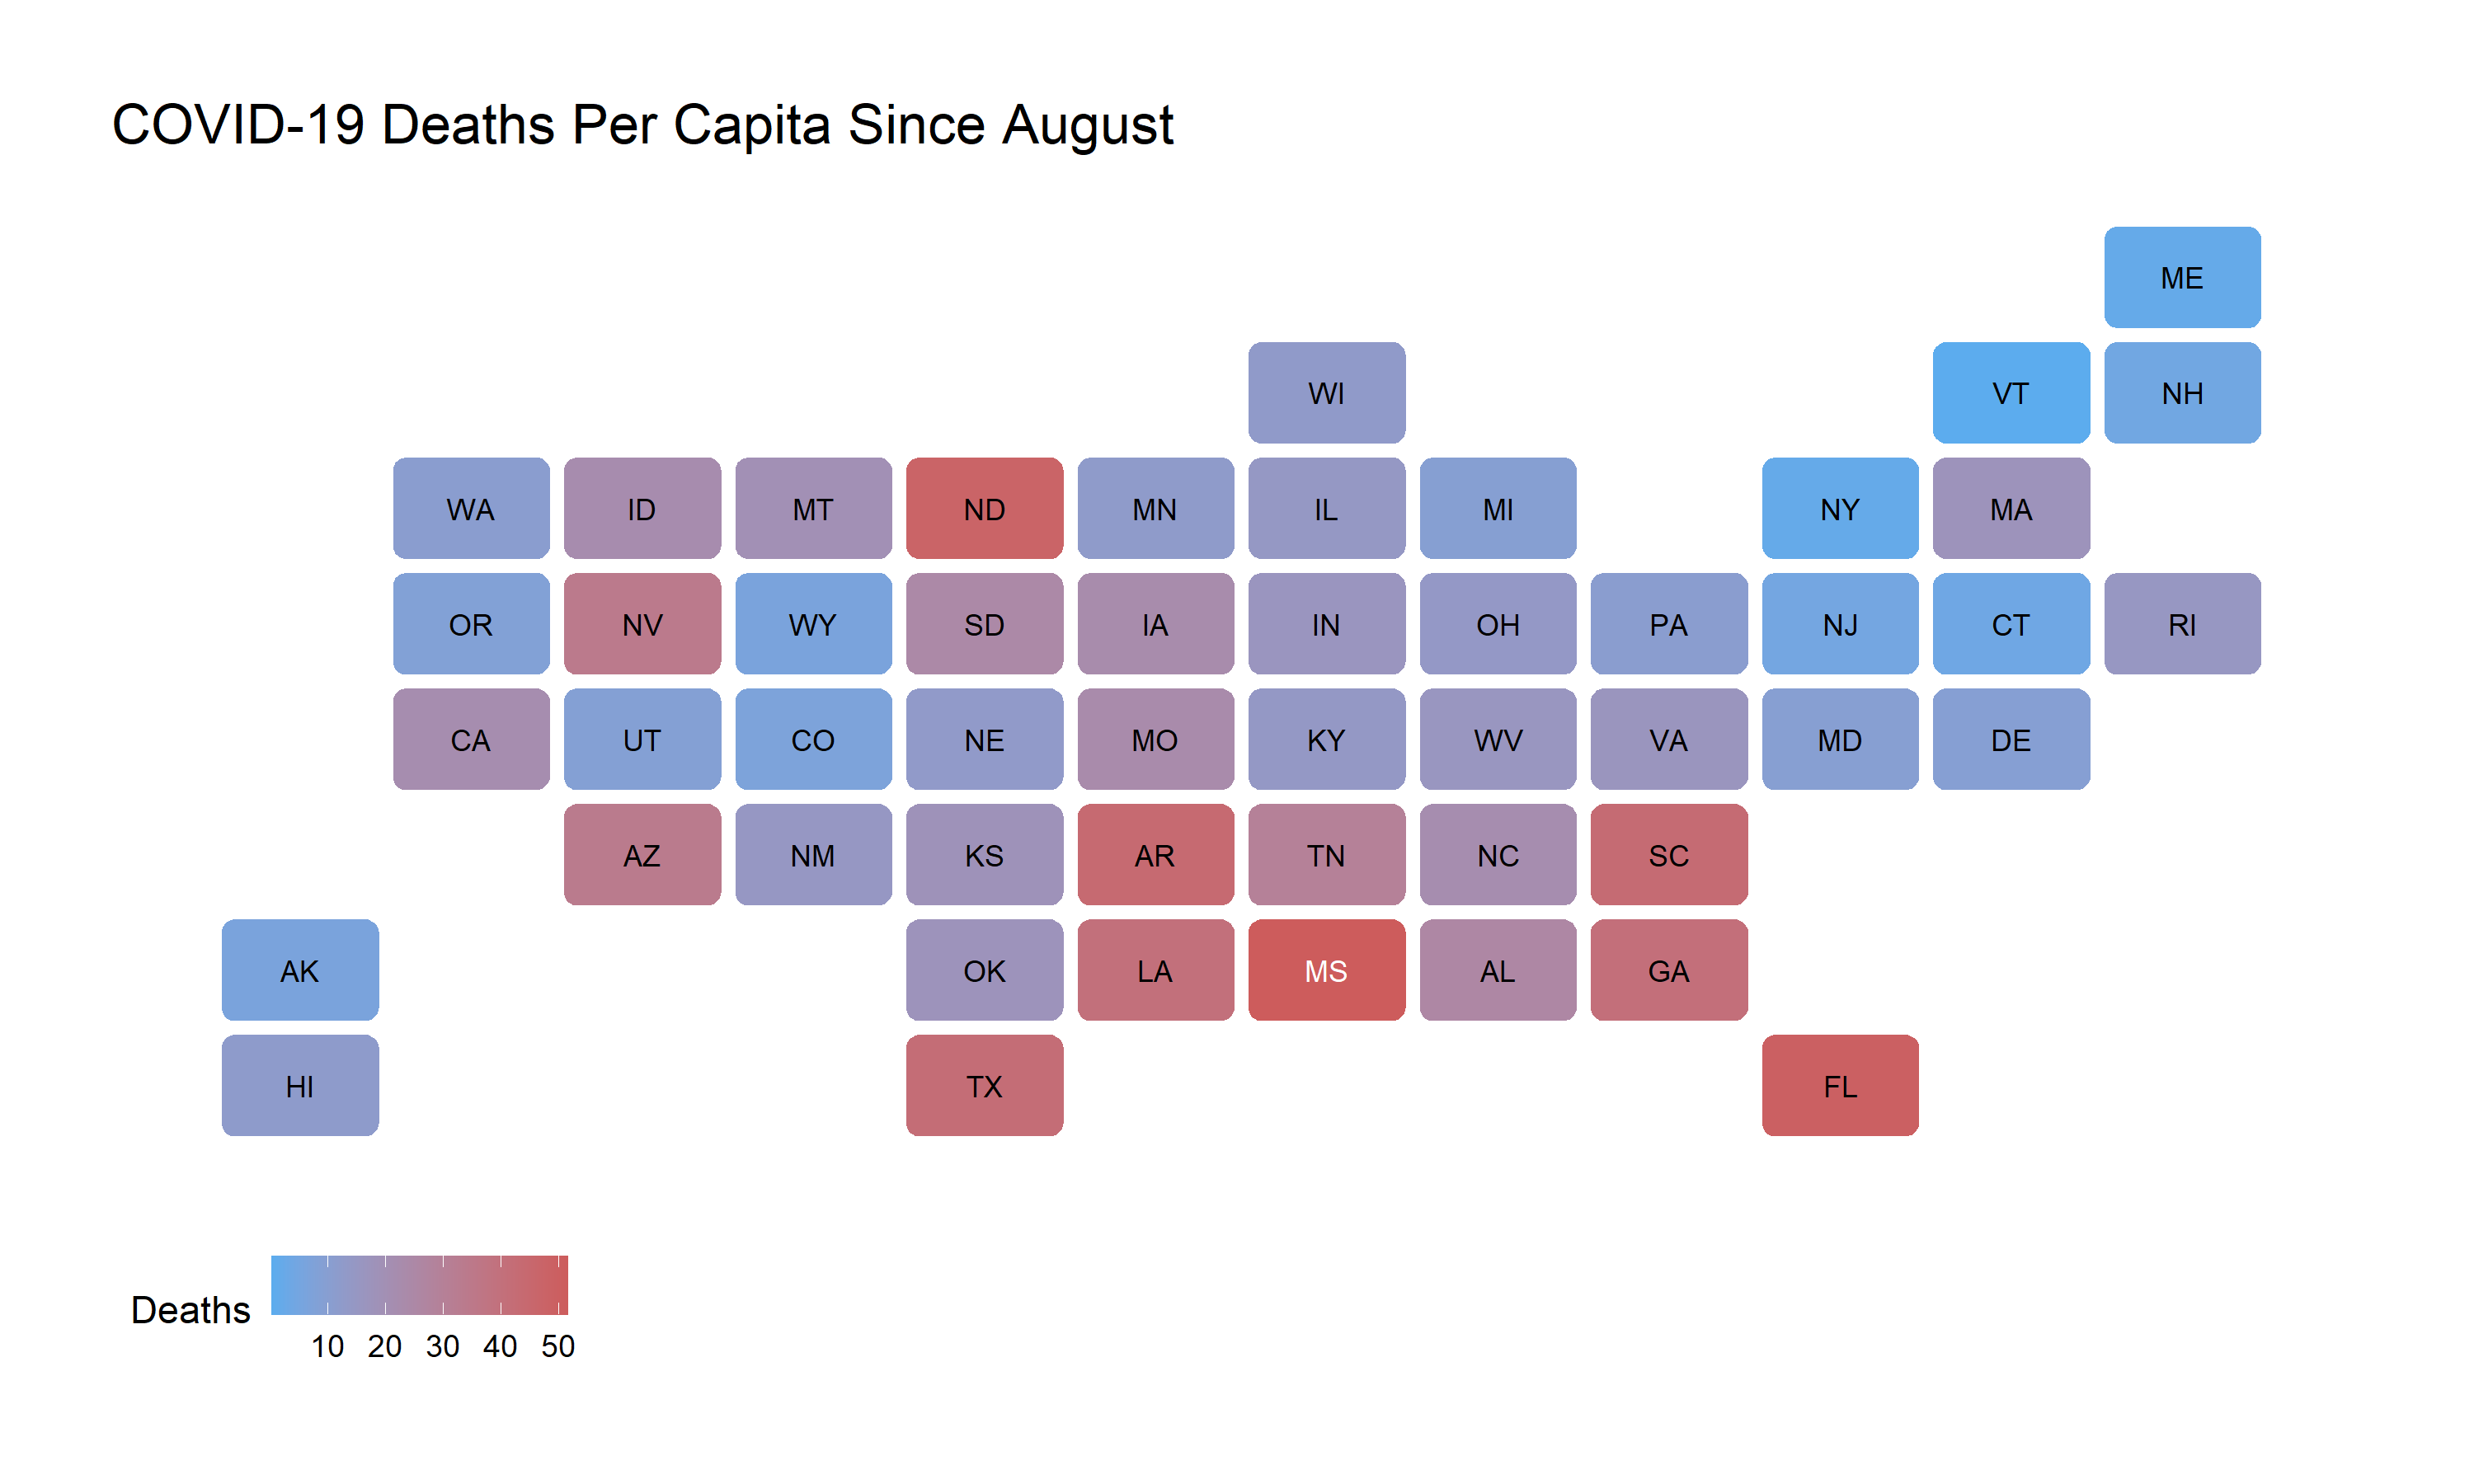 COVID-19 Deaths Per Capita Since August
ME
WI VT NH
WA ID MT ND MN IL MI NY MA
OR NV WY SD IA IN OH PA NJ CT RI
CA UT CO NE MO KY WV VA MD DE
AZ NM KS AR TN NC SC
AK OK LA MS AL GA
HI TX FL
Deaths
10 20 30 40 50